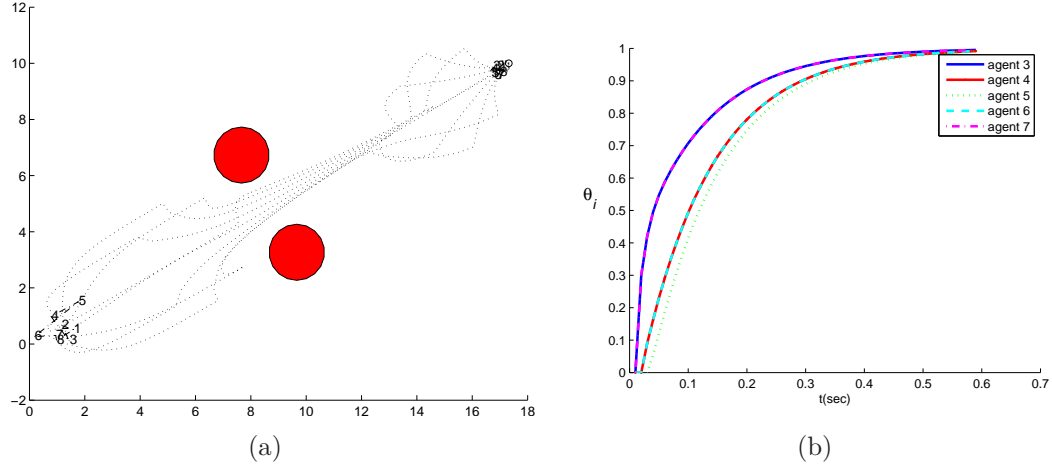 12
10
8
6
4
2
0
−2
0 2 4 6 8 10 12 14 16 18
5
4
2
1
6
7
3
8
(a)
1
0.9
0.8
0.7
0.6
0.5
0.4
0.3
0.2
0.1
0
θi
0 0.1 0.2 0.3 0.4 0.5 0.6 0.7
t(sec)
agent 3
agent 4
agent 5
agent 6
agent 7
(b)